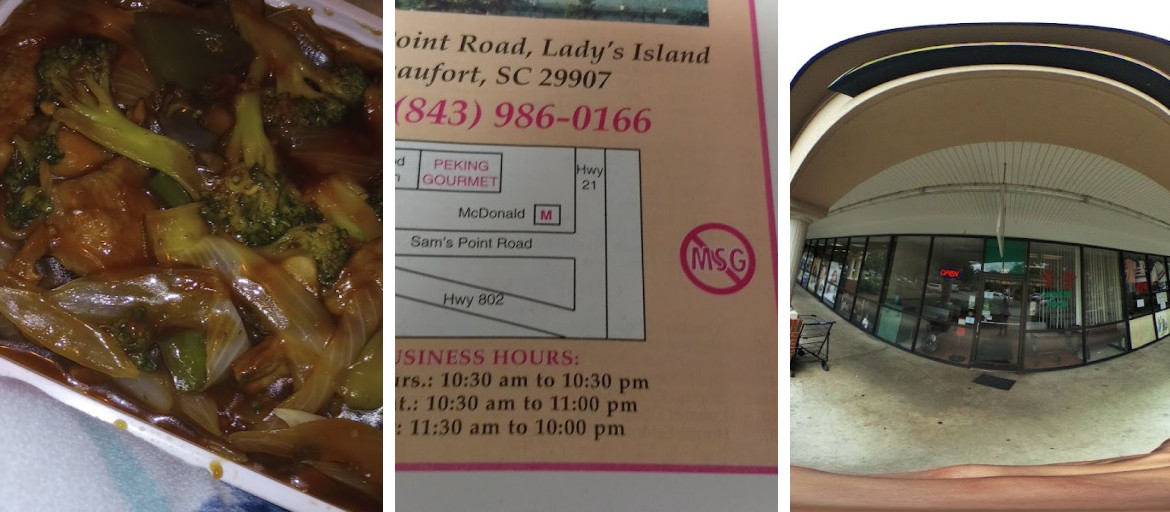 oint Road, Lady's Island
aufort, SC 29907
(843) 986-0166
PEKING
GOURMET
Hwy
21
McDonald M
Sam's Point Road
MSG
Hwy 802
USINESS HOURS:
urs.: 10:30 am to 10:30 pm
t.: 10:30 am to 11:00 pm
: 11:30 am to 10:00 pm
OPEN